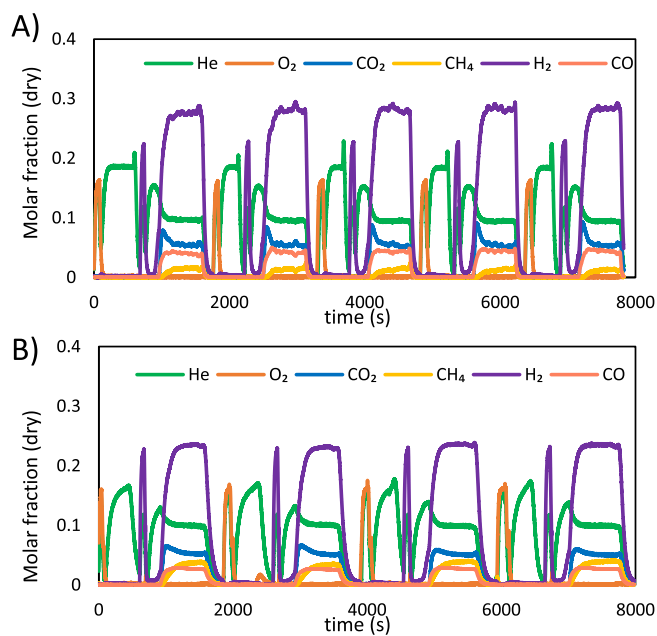 A)
0.4
0.3
0.2
0.1
0
Molar fraction (dry)
He O₂ CO₂ CH₄ H₂ CO
0 2000 4000 6000 8000
time (s)
B)
0.4
0.3
0.2
0.1
0
Molar fraction (dry)
He O₂ CO₂ CH₄ H₂ CO
0 2000 4000 6000 8000
time (s)